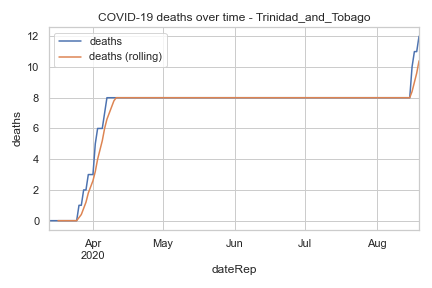 COVID-19 deaths over time - Trinidad_and_Tobago
deaths
deaths (rolling)
12
10
8
6
4
2
0
deaths
Apr
2020
May
Jun
Jul
Aug
dateRep